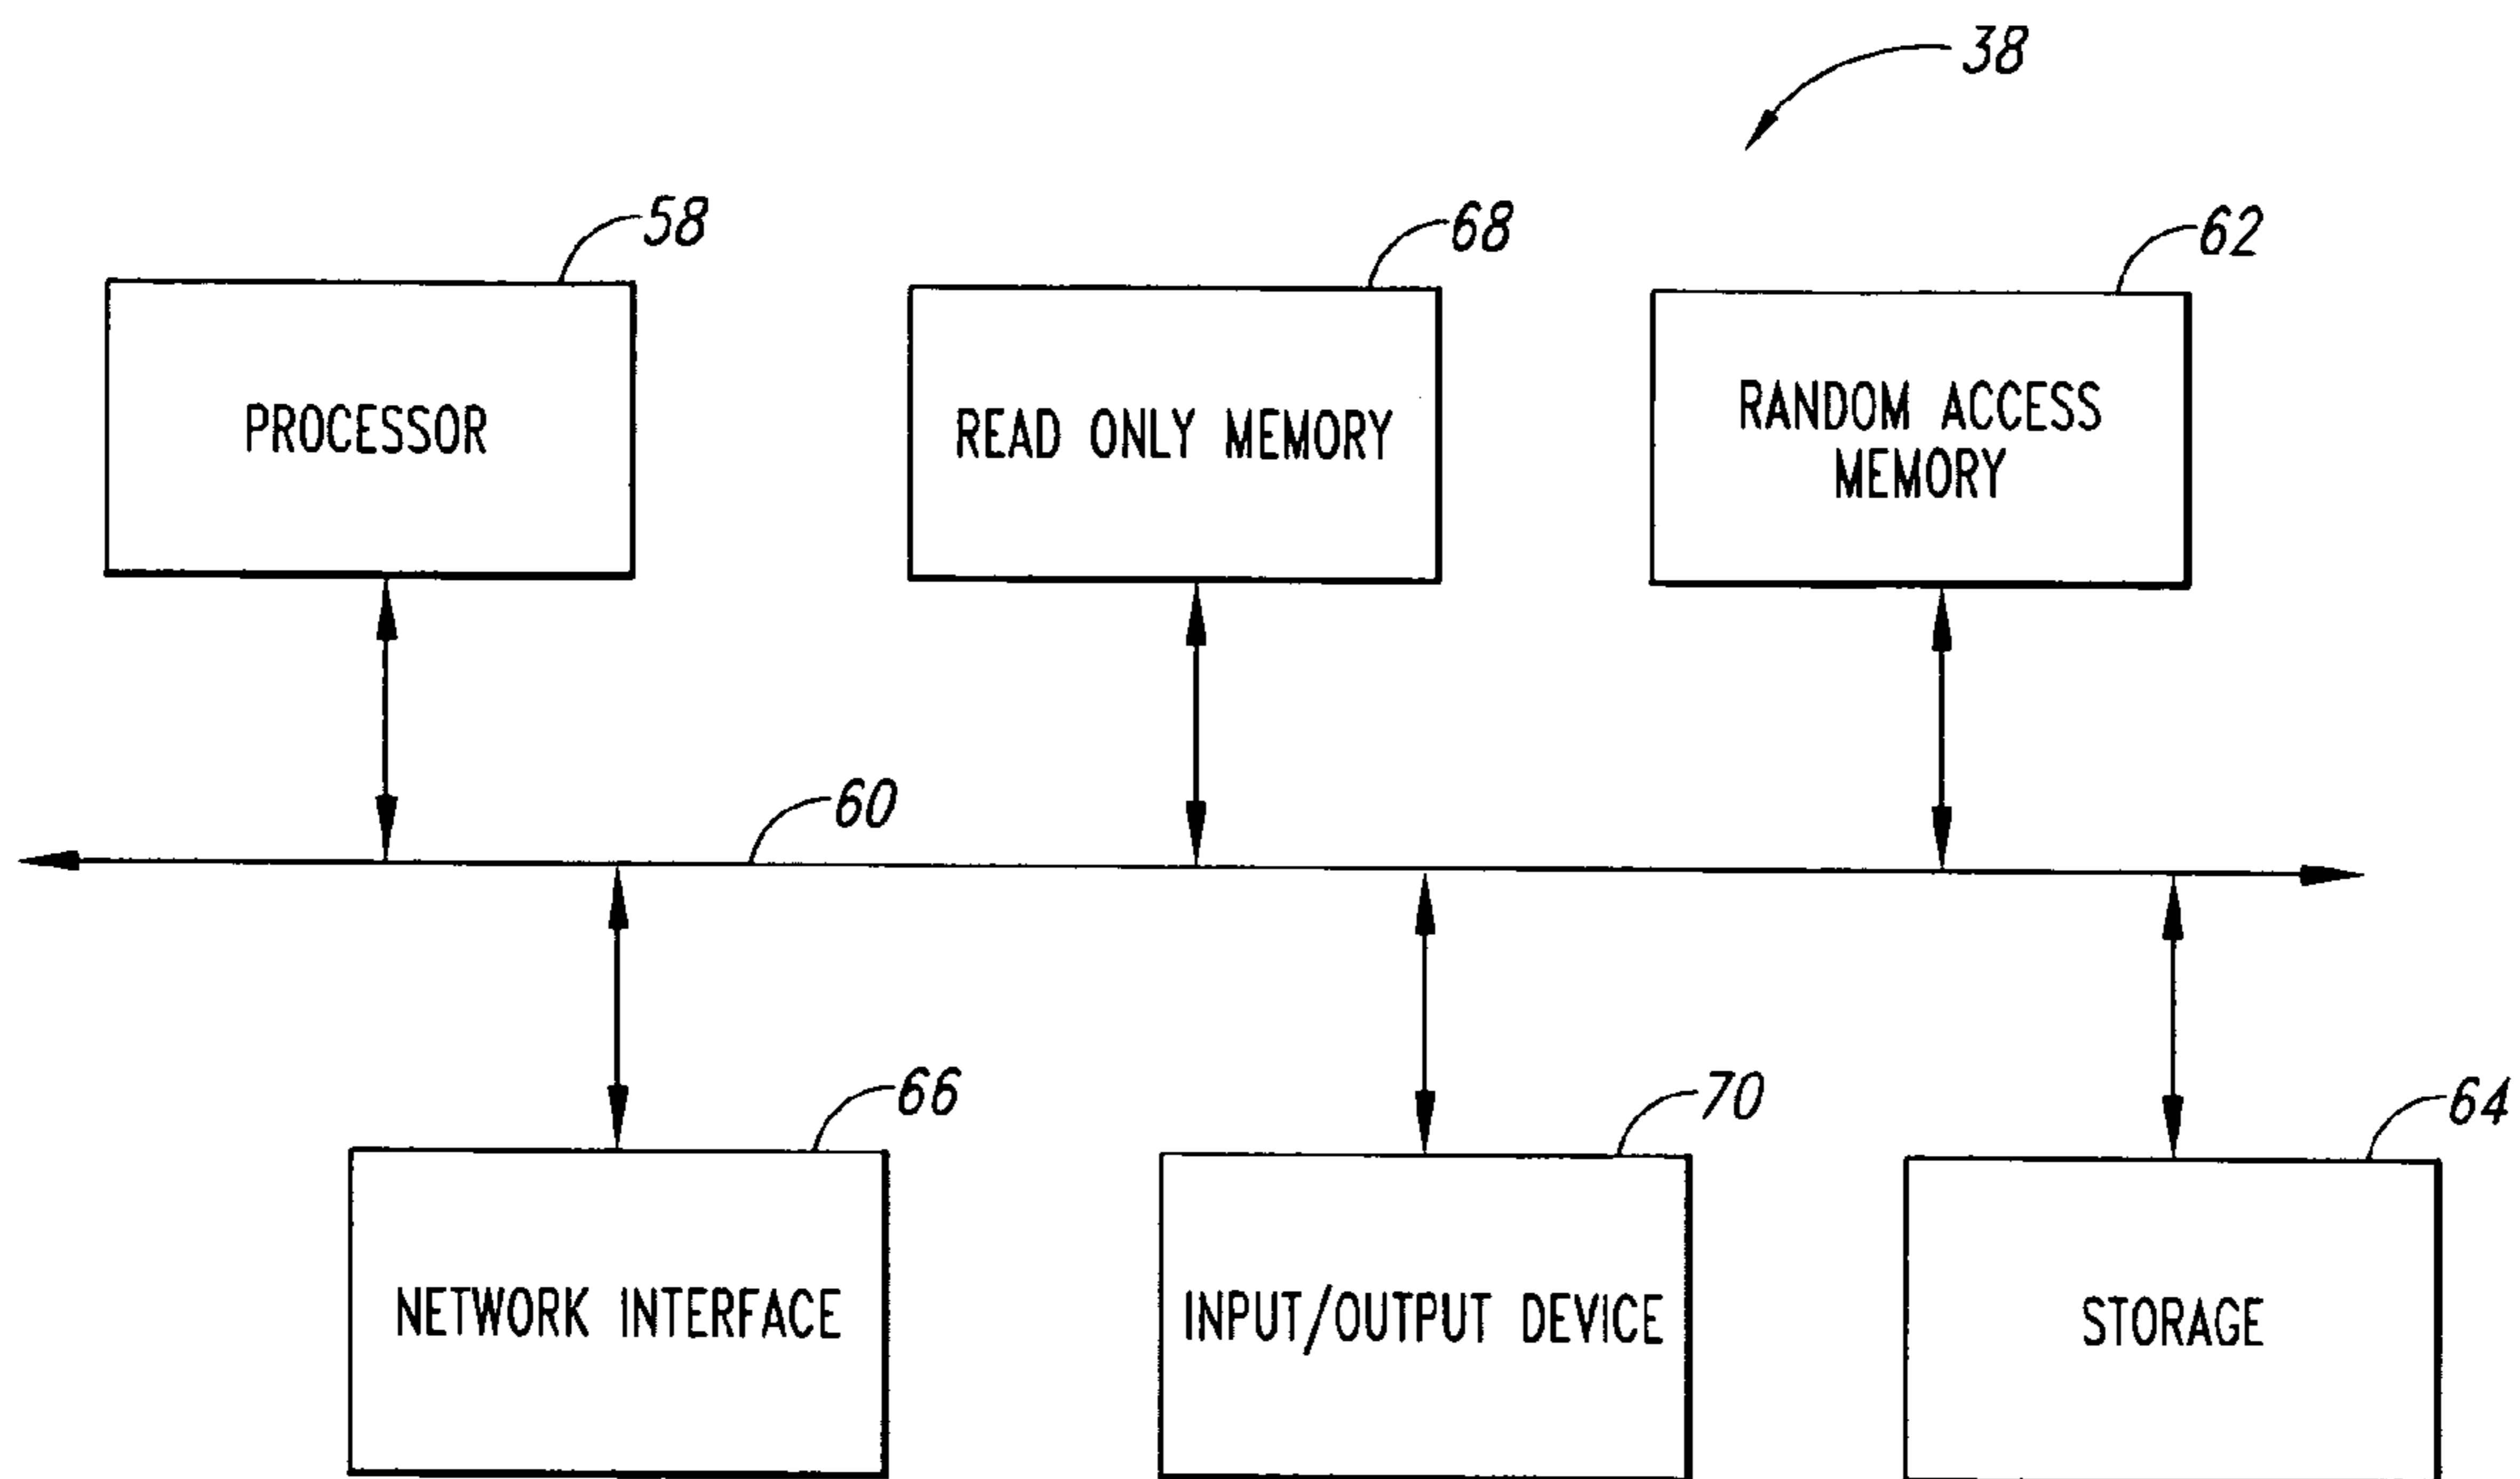 38
58
68
62
PROCESSOR
READ ONLY MEMORY
RANDOM ACCESS
MEMORY
60
66
70
64
NETWORK INTERFACE
INPUT/OUTPUT DEVICE
STORAGE